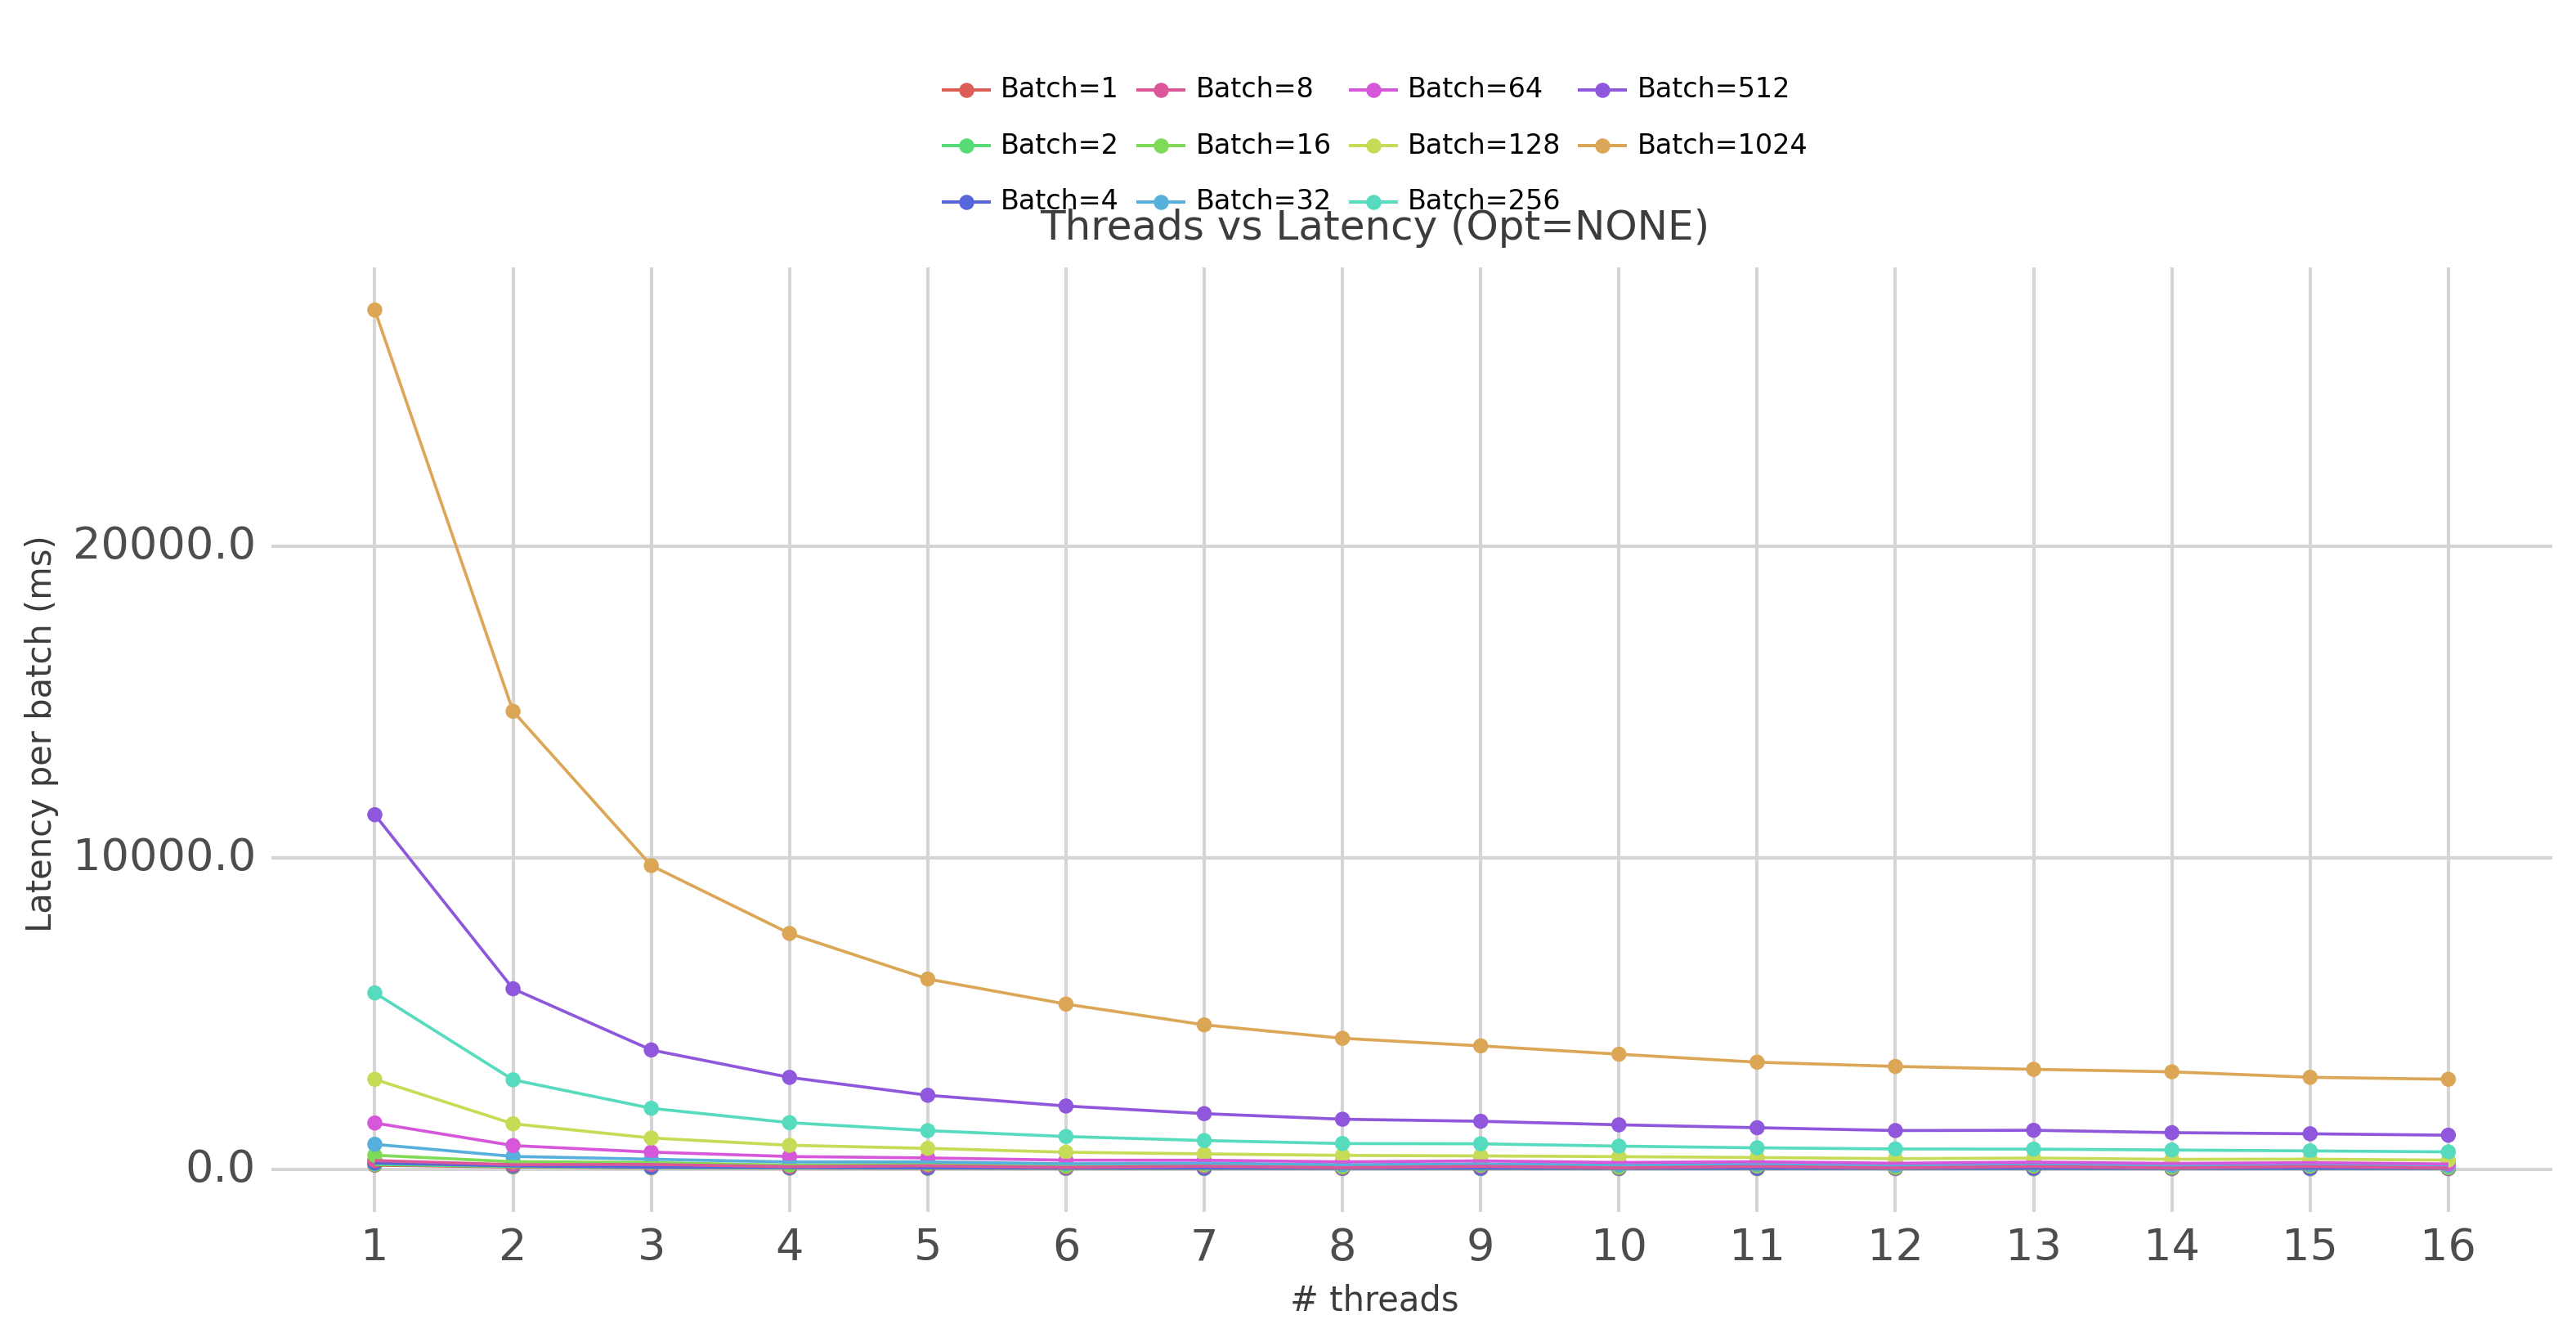 Batch=1 Batch=8 Batch=64 Batch=512
Batch=2 Batch=16 Batch=128 Batch=1024
Batch=4 Batch=32 Batch=256
Threads vs Latency (Opt=NONE)
Latency per batch (ms)
20000.0
10000.0
0.0
1 2 3 4 5 6 7 8 9 10 11 12 13 14 15 16
# threads